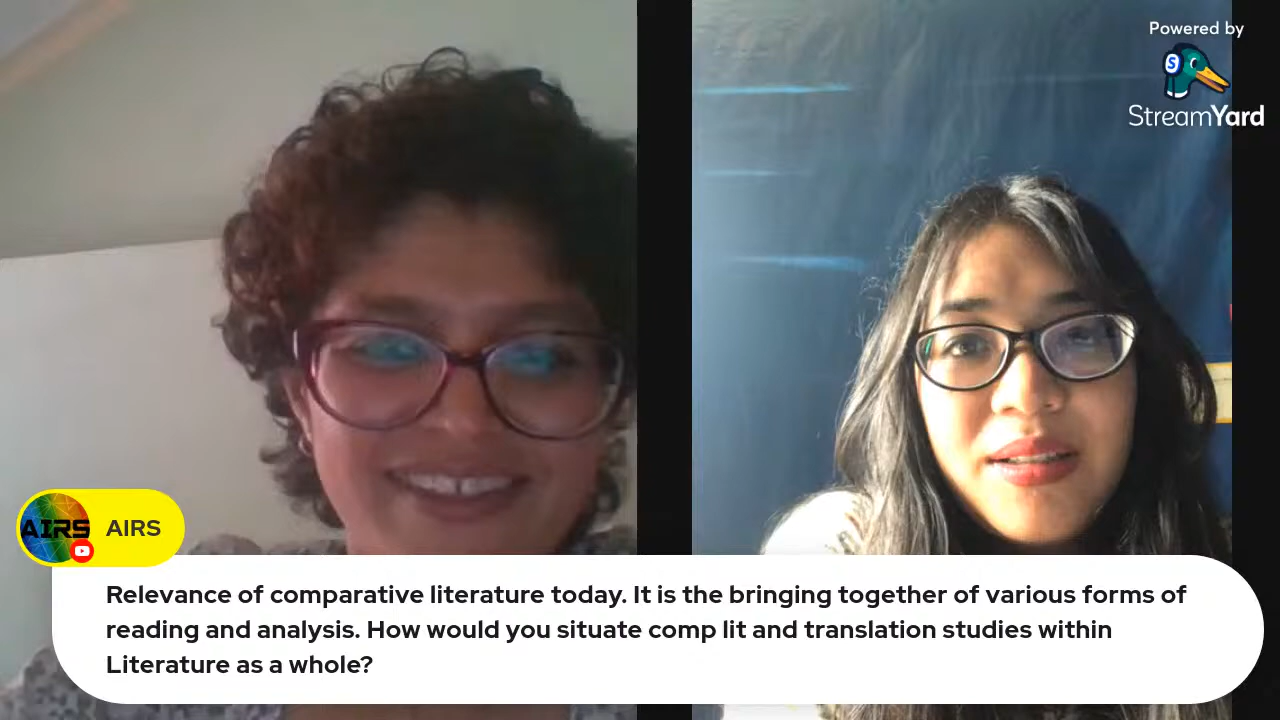 Powered by
S
StreamYard
AIRS
AIRS
Relevance of comparative literature today. It is the bringing together of various forms of
reading and analysis. How would you situate comp lit and translation studies within
Literature as a whole?